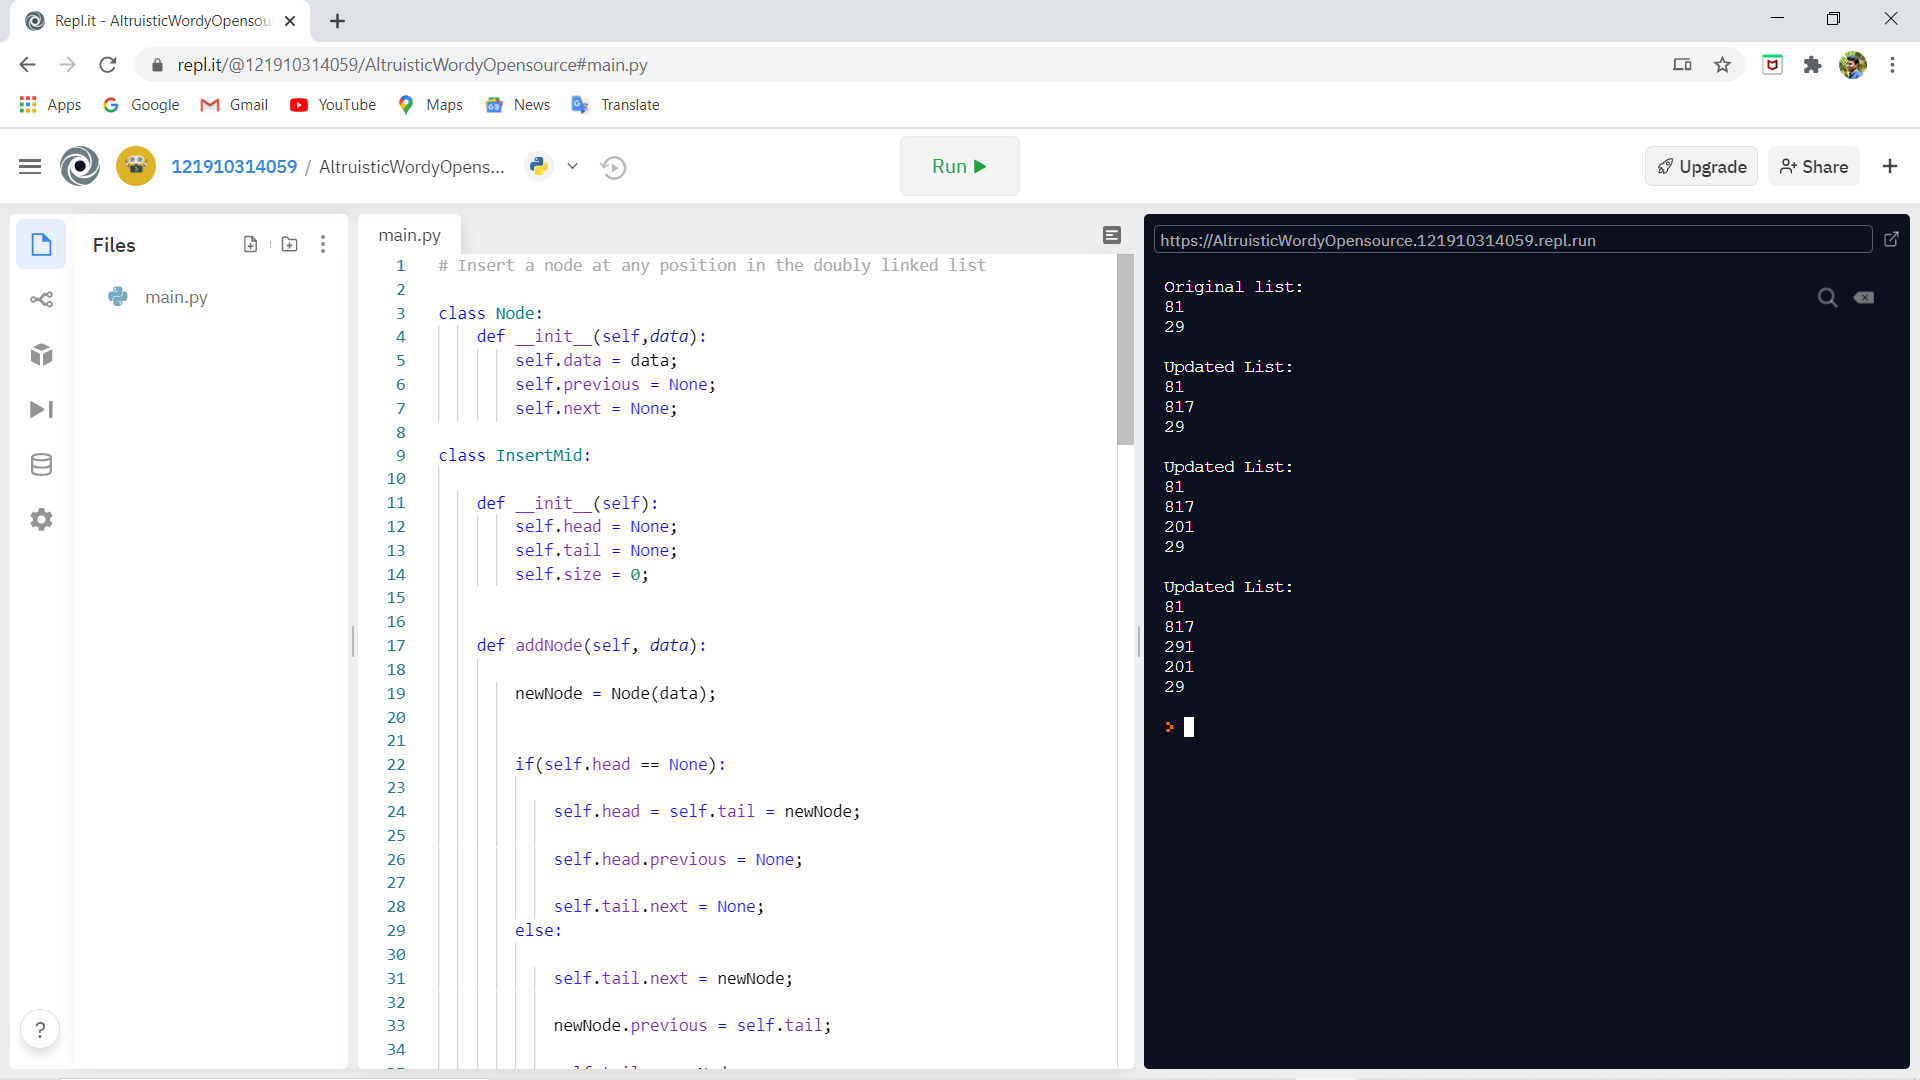 Repl.it - AltruisticWordyOpensou
repl.it/@121910314059/AltruisticWordyOpensource#main.py
Apps Google Gmail YouTube Maps News Translate
121910314059 / AltruisticWordyOpens...
Run
Upgrade
Share
Files
main.py
main.py
1 # Insert a node at any position in the doubly linked list
2
3 class Node:
4 def __init__(self,data):
5 self.data = data;
6 self.previous = None;
7 self.next = None;
8
9 class InsertMid:
10
11 def __init__(self):
12 self.head = None;
13 self.tail = None;
14 self.size = 0;
15
16
17 def addNode(self, data):
18
19 newNode = Node(data);
20
21
22 if(self.head == None):
23
24 self.head = self.tail = newNode;
25
26 self.head.previous = None;
27
28 self.tail.next = None;
29 else:
30
31 self.tail.next = newNode;
32
33 newNode.previous = self.tail;
34
?
https://AltruisticWordyOpensource.121910314059.repl.run
Original list:
81
29
Updated List:
81
817
29
Updated List:
81
817
201
29
Updated List:
81
817
291
201
29
>